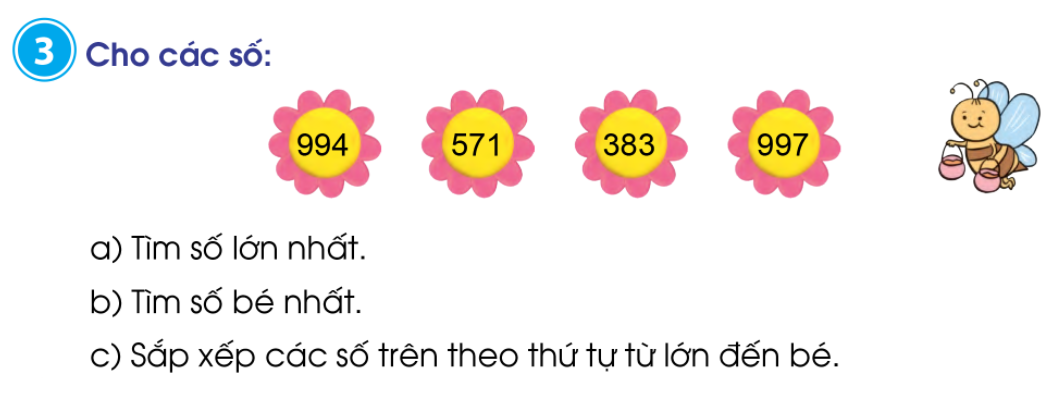 3 Cho các số:
994 571 383 997
a) Tìm số lớn nhất.
b) Tìm số bé nhất.
c) Sắp xếp các số trên theo thứ tự từ lớn đến bé.